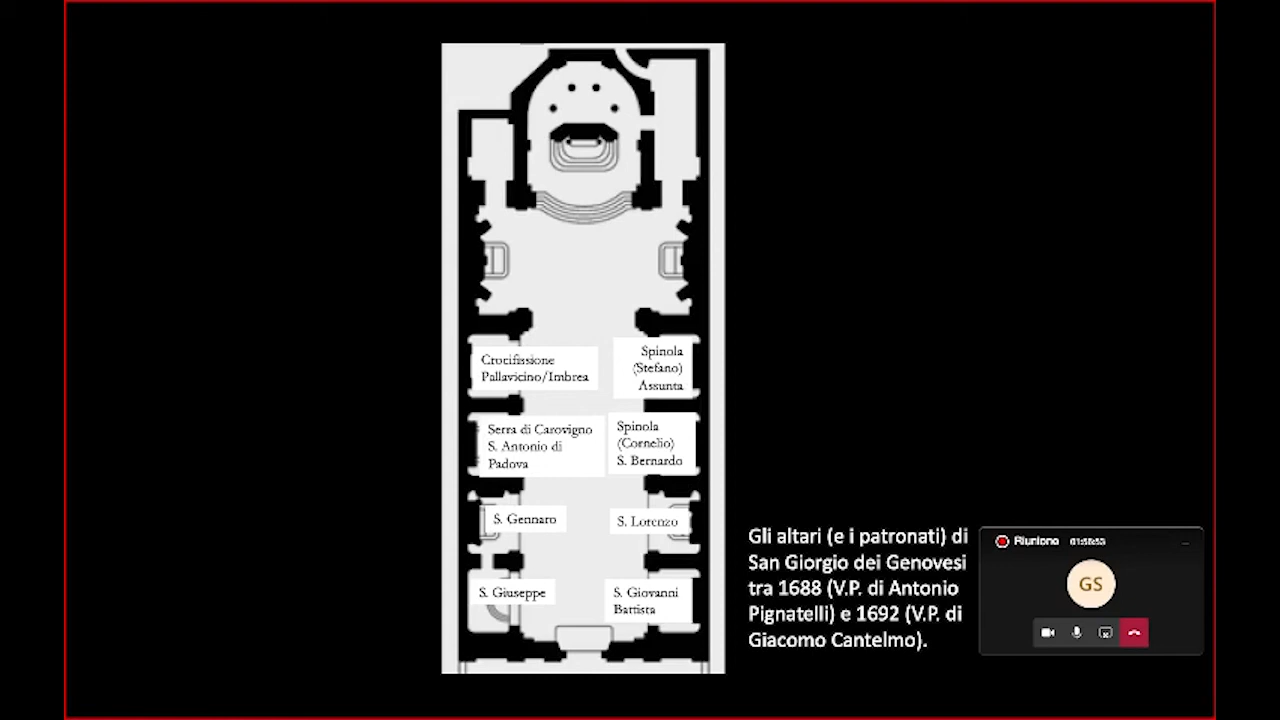 Crocifissione
Pallavicino/Imbrea
Spinola
(Stefano)
Assunta
Serra di Carovigno
S. Antonio di
Padova
Spinola
(Cornelio)
S. Bernardo
S. Gennaro
S. Lorenzo
S. Giuseppe
S. Giovanni
Battista
Gli altari (e i patronati) di
San Giorgio dei Genovesi
tra 1688 (V.P. di Antonio
Pignatelli) e 1692 (V.P. di
Giacomo Cantelmo).
Riunione
GS